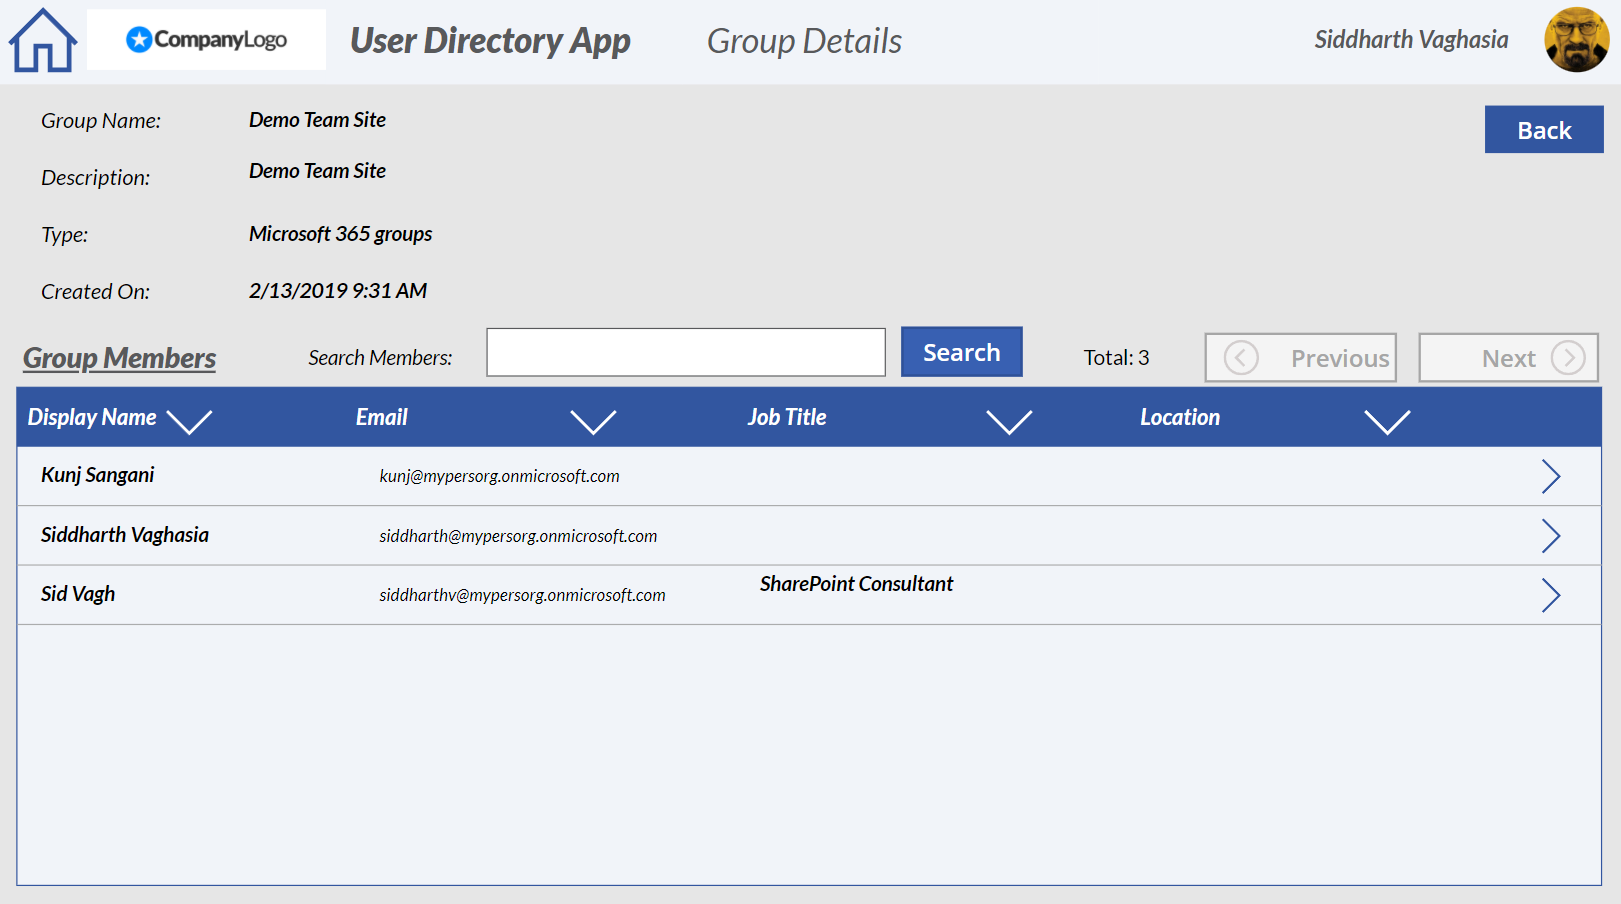 CompanyLogo User Directory App Group Details Siddharth Vaghasia
Group Name: Demo Team Site Back
Description: Demo Team Site
Type: Microsoft 365 groups
Created On: 2/13/2019 9:31 AM
Group Members Search Members: Search Total: 3 Previous Next
Display Name Email Job Title Location
Kunj Sangani kunj@mypersorg.onmicrosoft.com
Siddharth Vaghasia siddharth@mypersorg.onmicrosoft.com
Sid Vagh siddharthv@mypersorg.onmicrosoft.com SharePoint Consultant